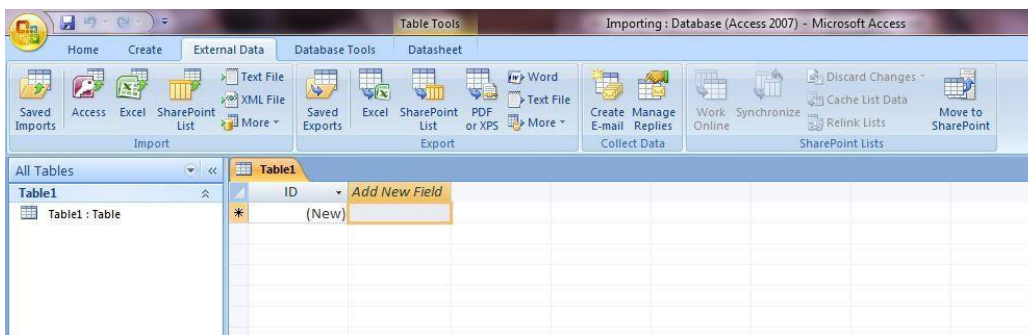 Table Tools
Importing : Database (Access 2007) - Microsoft Access
Home Create External Data Database Tools Datasheet
Saved Imports
Access
Excel
SharePoint List
Text File
XML File
More
Import
Saved Exports
Excel
SharePoint List
PDF or XPS
Word
Text File
More
Export
Create E-mail
Manage Replies
Collect Data
Work Online
Synchronize
Discard Changes
Cache List Data
Relink Lists
Move to SharePoint
SharePoint Lists
All Tables
Table1
Table1 : Table
Table1
ID Add New Field
(New)